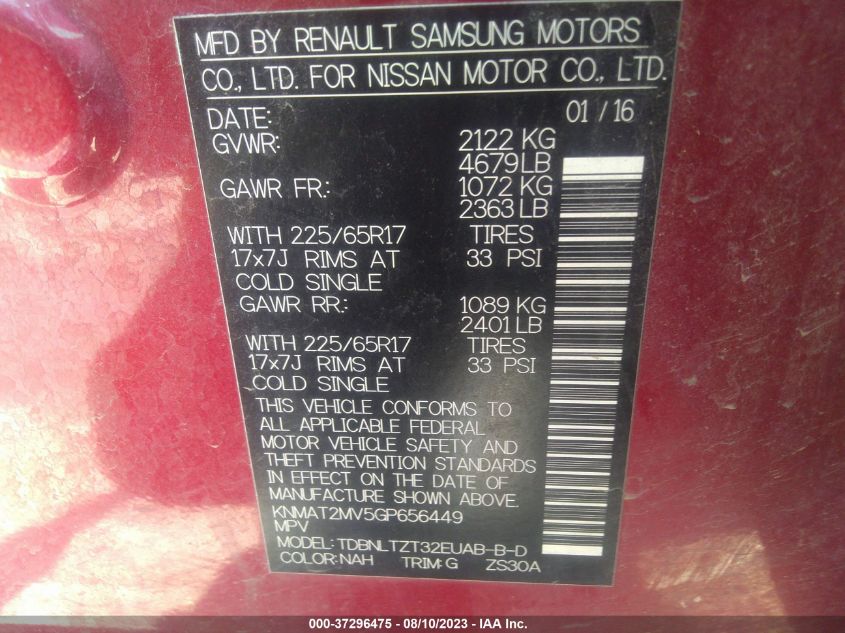 MFD BY RENAULT SAMSUNG MOTORS
CO., LTD. FOR NISSAN MOTOR CO., LTD.
DATE: 01 / 16
GVWR: 2122 KG
4679 LB
GAWR FR.: 1072 KG
2363 LB
WITH 225/65R17 TIRES
17x7J RIMS AT 33 PSI
COLD SINGLE
GAWR RR.: 1089 KG
2401 LB
WITH 225/65R17 TIRES
17x7J RIMS AT 33 PSI
COLD SINGLE
THIS VEHICLE CONFORMS TO
ALL APPLICABLE FEDERAL
MOTOR VEHICLE SAFETY AND
THEFT PREVENTION STANDARDS
IN EFFECT ON THE DATE OF
MANUFACTURE SHOWN ABOVE.
KNMAT2MV5GP656449
MPV
MODEL: TDBNLTZT32EUAB-B-D
COLOR: NAH TRIM: G ZS30A
000-37296475 - 08/10/2023 - IAA Inc.